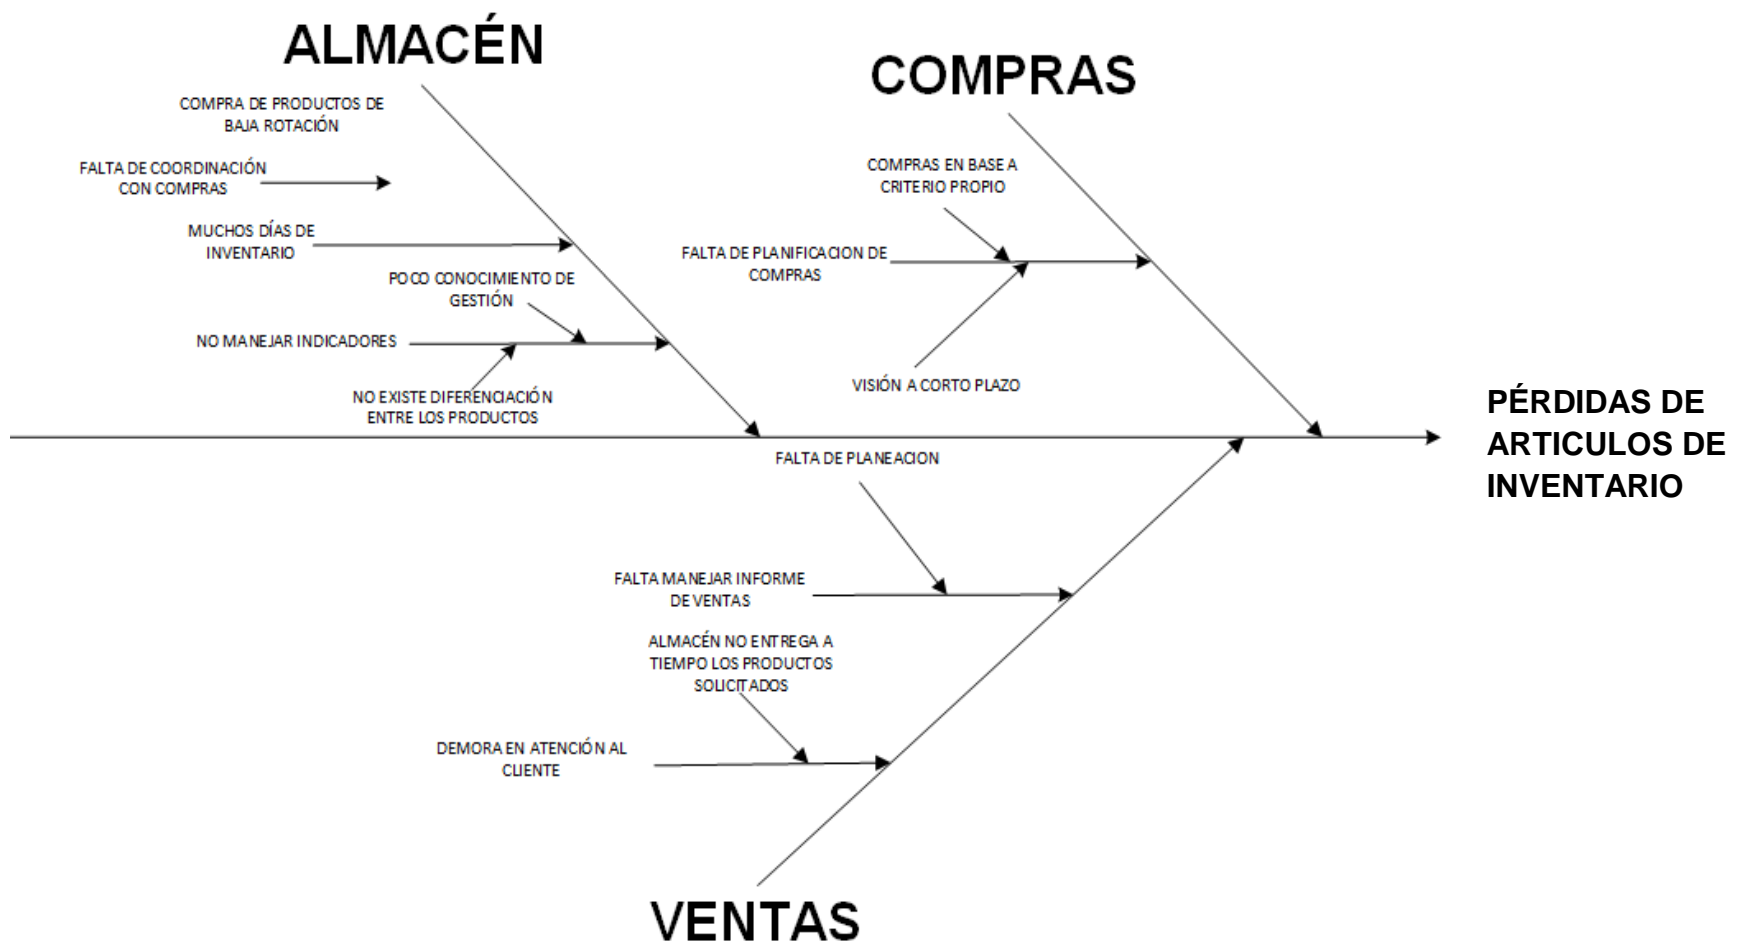 ALMACÉN
COMPRAS
COMPRA DE PRODUCTOS DE
BAJA ROTACIÓN
FALTA DE COORDINACIÓN
CON COMPRAS
MUCHOS DÍAS DE
INVENTARIO
POCO CONOCIMIENTO DE
GESTIÓN
NO MANEJAR INDICADORES
NO EXISTE DIFERENCIACIÓN
ENTRE LOS PRODUCTOS
COMPRAS EN BASE A
CRITERIO PROPIO
FALTA DE PLANIFICACION DE
COMPRAS
VISIÓN A CORTO PLAZO
PÉRDIDAS DE
ARTICULOS DE
INVENTARIO
FALTA DE PLANEACION
FALTA MANEJAR INFORME
DE VENTAS
ALMACÉN NO ENTREGA A
TIEMPO LOS PRODUCTOS
SOLICITADOS
DEMORA EN ATENCIÓN AL
CLIENTE
VENTAS